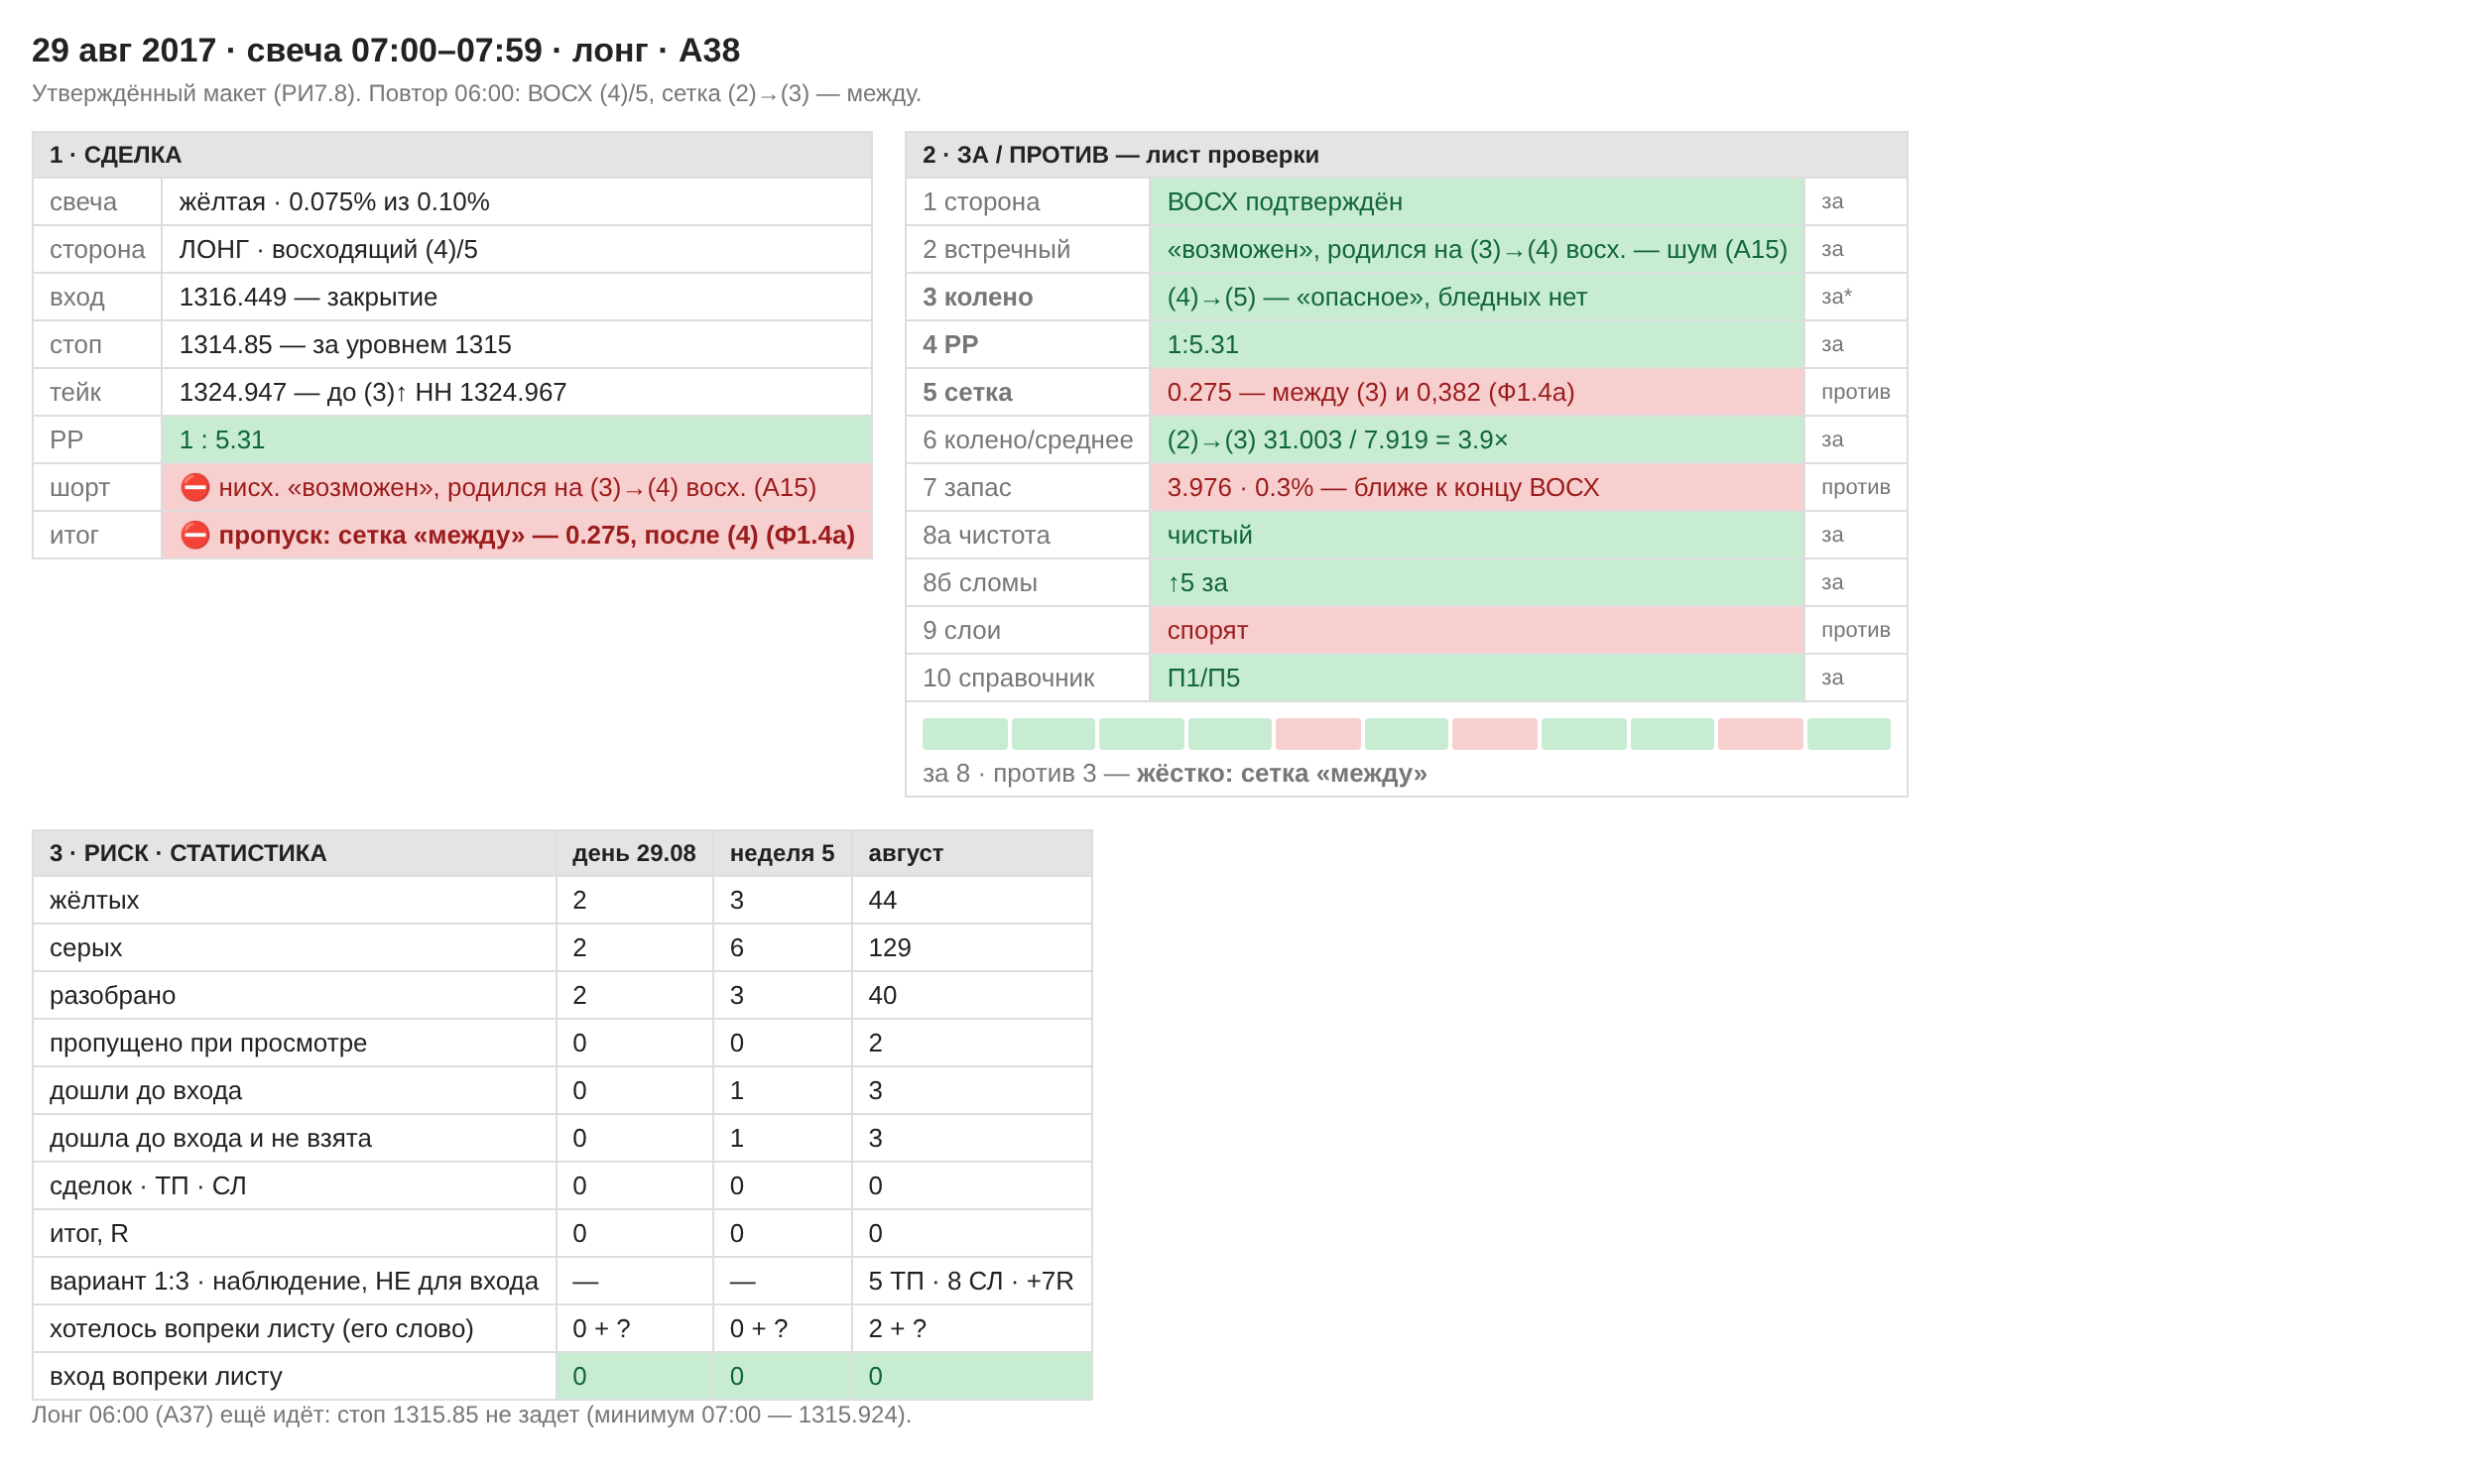 29 авг 2017 · свеча 07:00–07:59 · лонг · А38
Утверждённый макет (РИ7.8). Повтор 06:00: ВОСХ (4)/5, сетка (2)→(3) — между.
1 · СДЕЛКА
свеча жёлтая · 0.075% из 0.10%
сторона ЛОНГ · восходящий (4)/5
вход 1316.449 — закрытие
стоп 1314.85 — за уровнем 1315
тейк 1324.947 — до (3)↑ HH 1324.967
РР 1 : 5.31
шорт ⛔ нисх. «возможен», родился на (3)→(4) восх. (А15)
итог ⛔ пропуск: сетка «между» — 0.275, после (4) (Ф1.4а)
2 · ЗА / ПРОТИВ — лист проверки
1 сторона ВОСХ подтверждён за
2 встречный «возможен», родился на (3)→(4) восх. — шум (А15) за
3 колено (4)→(5) — «опасное», бледных нет за*
4 РР 1:5.31 за
5 сетка 0.275 — между (3) и 0,382 (Ф1.4а) против
6 колено/среднее (2)→(3) 31.003 / 7.919 = 3.9× за
7 запас 3.976 · 0.3% — ближе к концу ВОСХ против
8а чистота чистый за
8б сломы ↑5 за за
9 слои спорят против
10 справочник П1/П5 за
за 8 · против 3 — жёстко: сетка «между»
3 · РИСК · СТАТИСТИКА день 29.08 неделя 5 август
жёлтых 2 3 44
серых 2 6 129
разобрано 2 3 40
пропущено при просмотре 0 0 2
дошли до входа 0 1 3
дошла до входа и не взята 0 1 3
сделок · ТП · СЛ 0 0 0
итог, R 0 0 0
вариант 1:3 · наблюдение, НЕ для входа — — 5 ТП · 8 СЛ · +7R
хотелось вопреки листу (его слово) 0 + ? 0 + ? 2 + ?
вход вопреки листу 0 0 0
Лонг 06:00 (А37) ещё идёт: стоп 1315.85 не задет (минимум 07:00 — 1315.924).